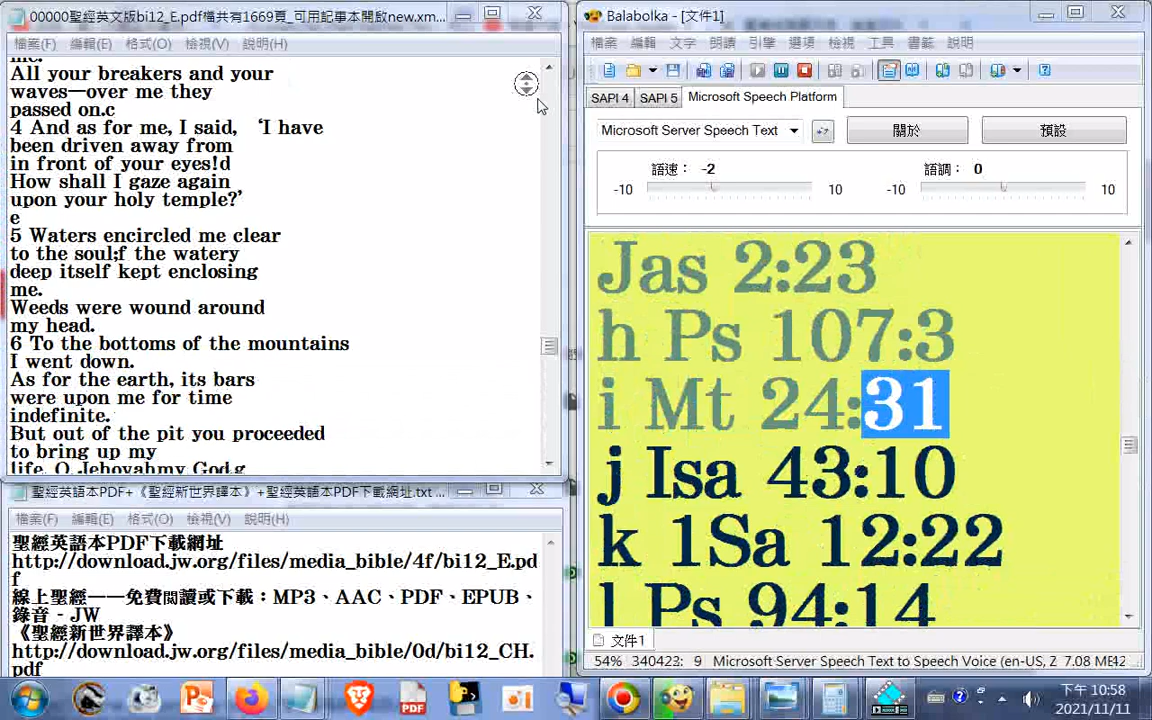 00000聖經英文版bi12_E.pdf檔共有1669頁_可用記事本開啟new.xm...
檔案(F) 編輯(E) 格式(O) 檢視(V) 說明(H)
me.
All your breakers and your
waves—over me they
passed on.c
4 And as for me, I said, ‘I have
been driven away from
in front of your eyes!d
How shall I gaze again
upon your holy temple?’
e
5 Waters encircled me clear
to the soul;f the watery
deep itself kept enclosing
me.
Weeds were wound around
my head.
6 To the bottoms of the mountains
I went down.
As for the earth, its bars
were upon me for time
indefinite.
But out of the pit you proceeded
to bring up my
life, O, Jehovahmy God.g
聖經英語本PDF+《聖經新世界譯本》+聖經英語本PDF下載網址.txt ...
檔案(F) 編輯(E) 格式(O) 檢視(V) 說明(H)
聖經英語本PDF下載網址
http://download.jw.org/files/media_bible/4f/bi12_E.pd
f
線上聖經——免費閱讀或下載：MP3、AAC、PDF、EPUB、
錄音 - JW
《聖經新世界譯本》
http://download.jw.org/files/media_bible/0d/bi12_CH.
pdf
Balabolka - [文件1]
檔案 編輯 文字 朗讀 引擎 選項 檢視 工具 書籤 說明
SAPI 4 SAPI 5 Microsoft Speech Platform
Microsoft Server Speech Text 關於 預設
語速： -2 語調： 0
-10 10 -10 10
Jas 2:23
h Ps 107:3
i Mt 24:31
j Isa 43:10
k 1Sa 12:22
l Ps 94:14
文件1
54% 340423: 9 Microsoft Server Speech Text to Speech Voice (en-US, Z 7.08 ME42
下午 10:58
2021/11/11